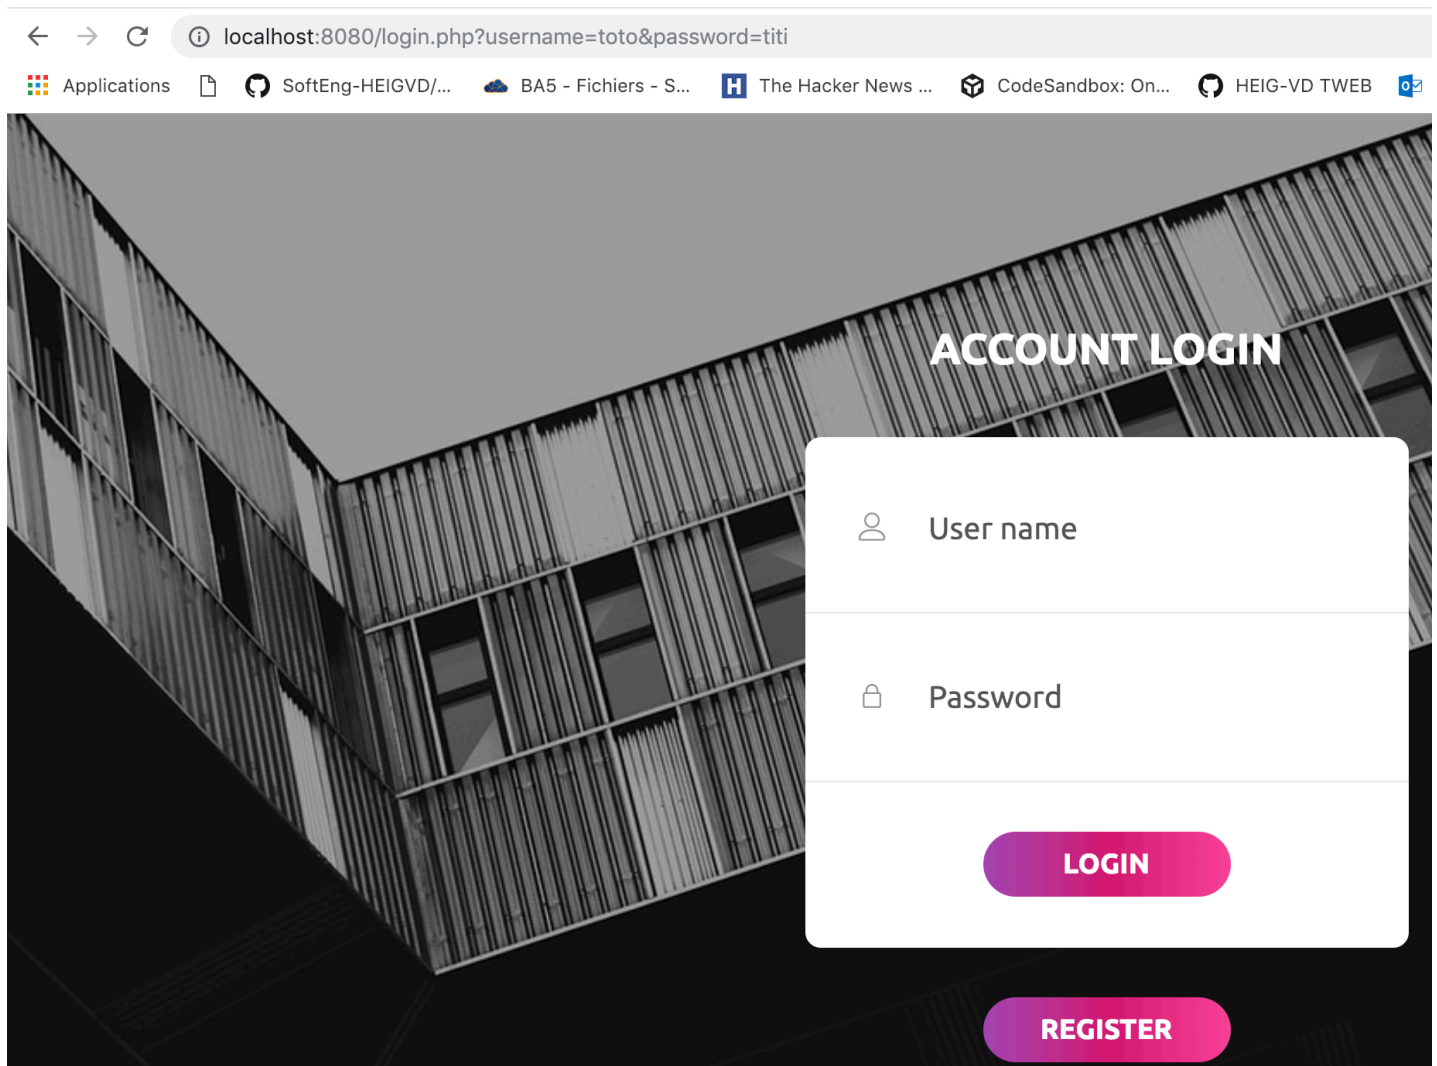 localhost:8080/login.php?username=toto&password=titi
Applications SoftEng-HEIGVD/... BA5 - Fichiers - S... H The Hacker News ... CodeSandbox: On... HEIG-VD TWEB
ACCOUNT LOGIN
User name
Password
LOGIN
REGISTER